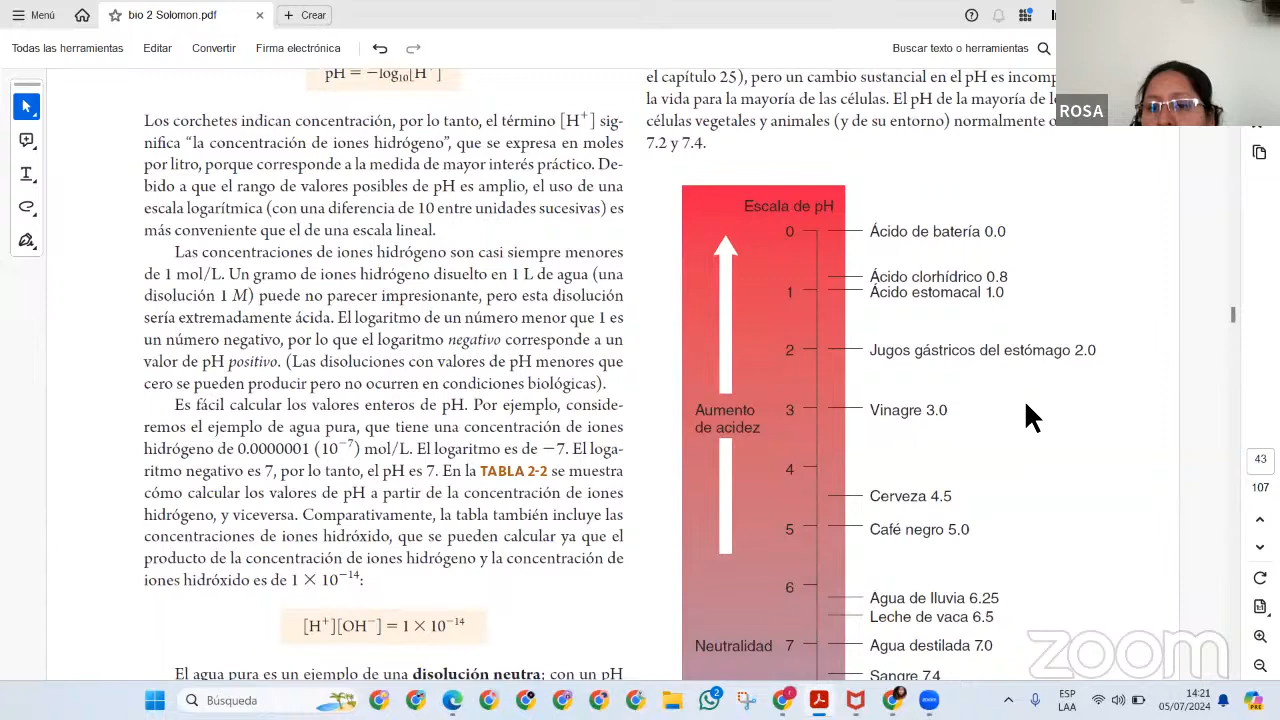 Menú
bio 2 Solomon.pdf
Crear
Todas las herramientas
Editar
Convertir
Firma electrónica
Buscar texto o herramientas
ROSA
pH = −log₁₀[H⁺]
Los corchetes indican concentración, por lo tanto, el término [H⁺] sig-
nifica “la concentración de iones hidrógeno”, que se expresa en moles
por litro, porque corresponde a la medida de mayor interés práctico. De-
bido a que el rango de valores posibles de pH es amplio, el uso de una
escala logarítmica (con una diferencia de 10 entre unidades sucesivas) es
más conveniente que el de una escala lineal.
Las concentraciones de iones hidrógeno son casi siempre menores
de 1 mol/L. Un gramo de iones hidrógeno disuelto en 1 L de agua (una
disolución 1 M) puede no parecer impresionante, pero esta disolución
sería extremadamente ácida. El logaritmo de un número menor que 1 es
un número negativo, por lo que el logaritmo negativo corresponde a un
valor de pH positivo. (Las disoluciones con valores de pH menores que
cero se pueden producir pero no ocurren en condiciones biológicas).
Es fácil calcular los valores enteros de pH. Por ejemplo, conside-
remos el ejemplo de agua pura, que tiene una concentración de iones
hidrógeno de 0.0000001 (10⁻⁷) mol/L. El logaritmo es de −7. El loga-
ritmo negativo es 7, por lo tanto, el pH es 7. En la TABLA 2-2 se muestra
cómo calcular los valores de pH a partir de la concentración de iones
hidrógeno, y viceversa. Comparativamente, la tabla también incluye las
concentraciones de iones hidróxido, que se pueden calcular ya que el
producto de la concentración de iones hidrógeno y la concentración de
iones hidróxido es de 1 × 10⁻¹⁴:
[H⁺][OH⁻] = 1 × 10⁻¹⁴
El agua pura es un ejemplo de una disolución neutra; con un pH
el capítulo 25), pero un cambio sustancial en el pH es incomp
la vida para la mayoría de las células. El pH de la mayoría de l
células vegetales y animales (y de su entorno) normalmente o
7.2 y 7.4.
Escala de pH
0 Ácido de batería 0.0
Ácido clorhídrico 0.8
1 Ácido estomacal 1.0
2 Jugos gástricos del estómago 2.0
Aumento
de acidez
3 Vinagre 3.0
4
Cerveza 4.5
5 Café negro 5.0
6
Agua de lluvia 6.25
Leche de vaca 6.5
Neutralidad 7 Agua destilada 7.0
Sangre 7.4
43
107
zoom
Búsqueda
2
ESP
LAA
14:21
05/07/2024